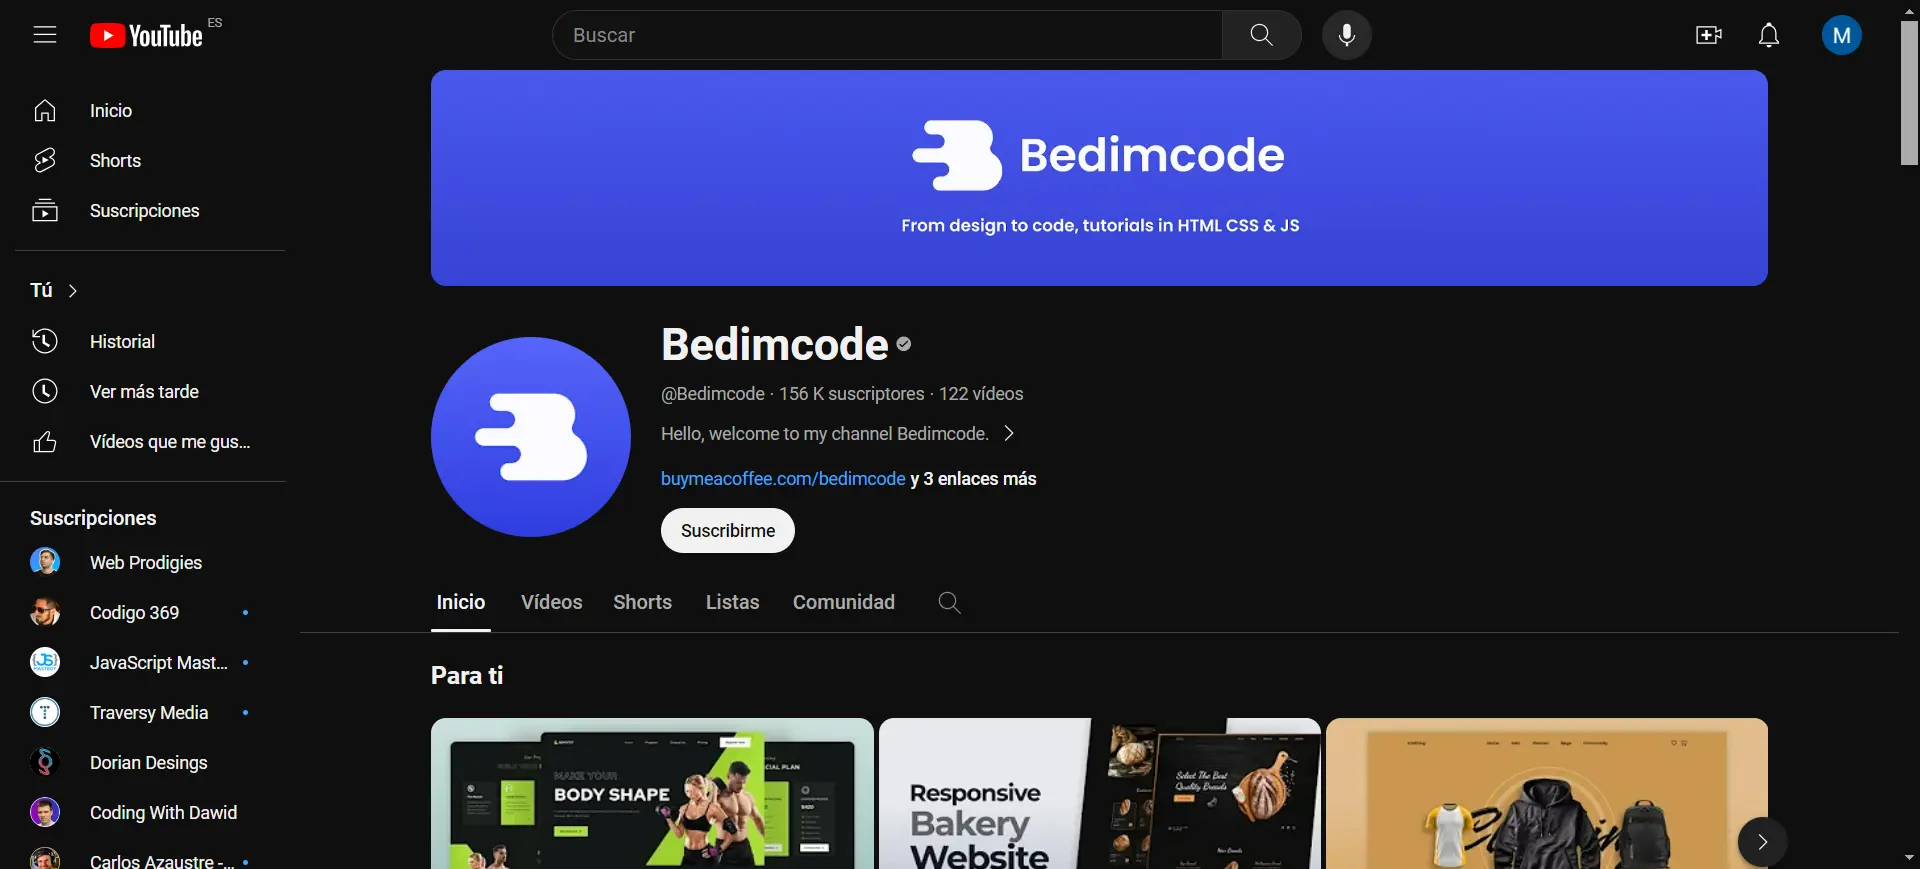 YouTube ES
Buscar
M
Inicio
Shorts
Suscripciones
Tú
Historial
Ver más tarde
Vídeos que me gus...
Suscripciones
Web Prodigies
Codigo 369
JavaScript Mast...
Traversy Media
Dorian Desings
Coding With Dawid
Carlos Azaustre -...
Bedimcode
From design to code, tutorials in HTML CSS & JS
Bedimcode
@Bedimcode · 156 K suscriptores · 122 vídeos
Hello, welcome to my channel Bedimcode.
buymeacoffee.com/bedimcode y 3 enlaces más
Suscribirme
Inicio Vídeos Shorts Listas Comunidad
Para ti
MAKE YOUR
BODY SHAPE
Responsive
Bakery
Website
Select The Best
Quality Breads